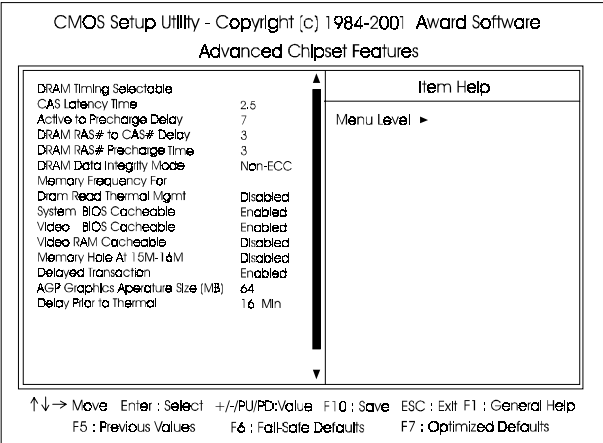 CMOS Setup Utility - Copyright (c) 1984-2001 Award Software
Advanced Chipset Features
DRAM Timing Selectable
CAS Latency Time 2.5
Active to Precharge Delay 7
DRAM RAS# to CAS# Delay 3
DRAM RAS# Precharge Time 3
DRAM Data Integrity Mode Non-ECC
Memory Frequency For
Dram Read Thermal Mgmt Disabled
System BIOS Cacheable Enabled
Video BIOS Cacheable Enabled
Video RAM Cacheable Disabled
Memory Hole At 15M-16M Disabled
Delayed Transaction Enabled
AGP Graphics Aperature Size (MB) 64
Delay Prior to Thermal 16 Min
Item Help
Menu Level ►
↑↓→ Move Enter : Select +/-/PU/PD:Value F10 : Save ESC : Exit F1 : General Help
F5 : Previous Values F6 : Fail-Safe Defaults F7 : Optimized Defaults